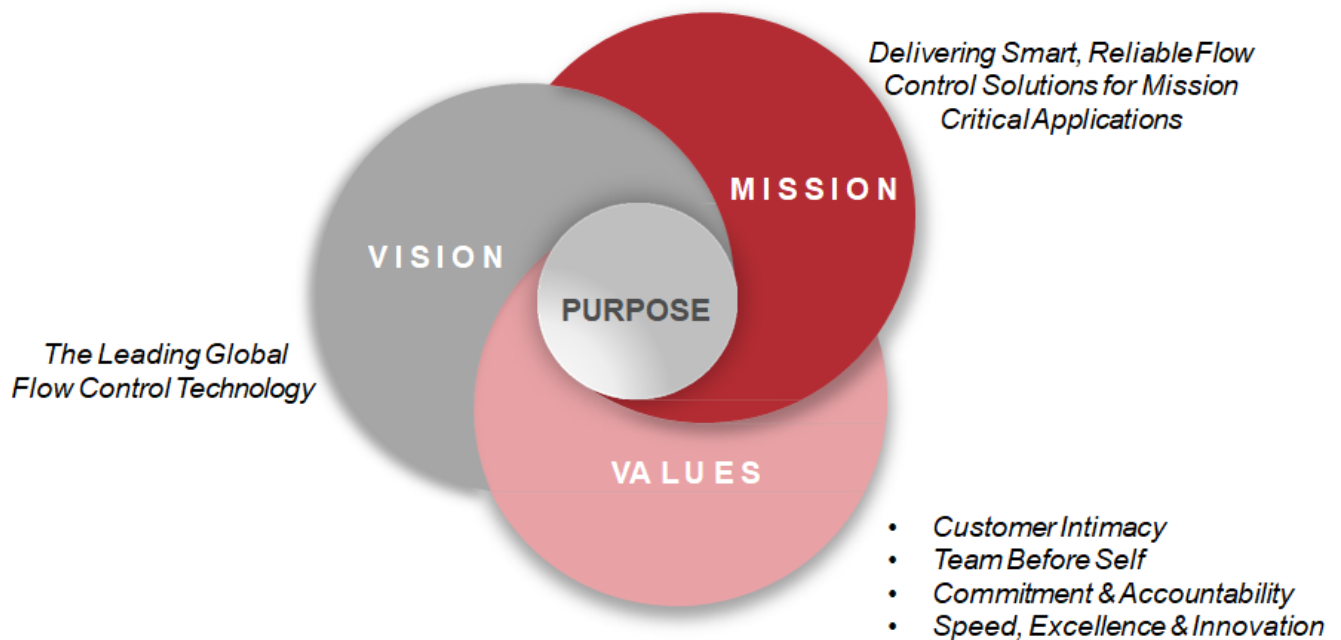 Delivering Smart, Reliable Flow
Control Solutions for Mission
Critical Applications
MISSION
VISION
PURPOSE
The Leading Global
Flow Control Technology
VALUES
• Customer Intimacy
• Team Before Self
• Commitment & Accountability
• Speed, Excellence & Innovation